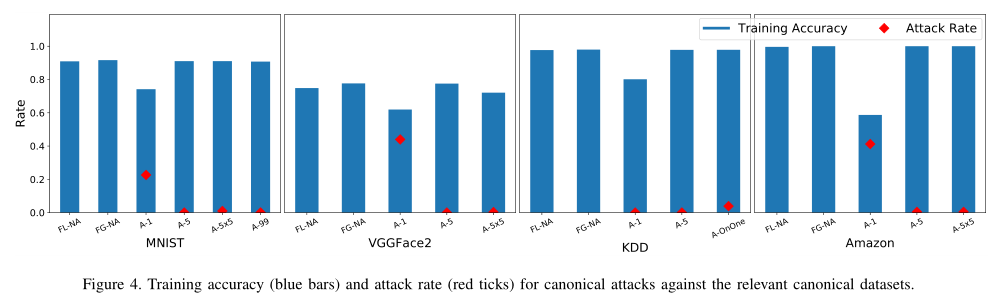 Training Accuracy Attack Rate
Rate
1.0
0.8
0.6
0.4
0.2
0.0
FL-NA FG-NA A-1 A-5 A-5x5 A-99
MNIST
FL-NA FG-NA A-1 A-5 A-5x5
VGGFace2
FL-NA FG-NA A-1 A-5 A-OnOne
KDD
FL-NA FG-NA A-1 A-5 A-5x5
Amazon
Figure 4. Training accuracy (blue bars) and attack rate (red ticks) for canonical attacks against the relevant canonical datasets.